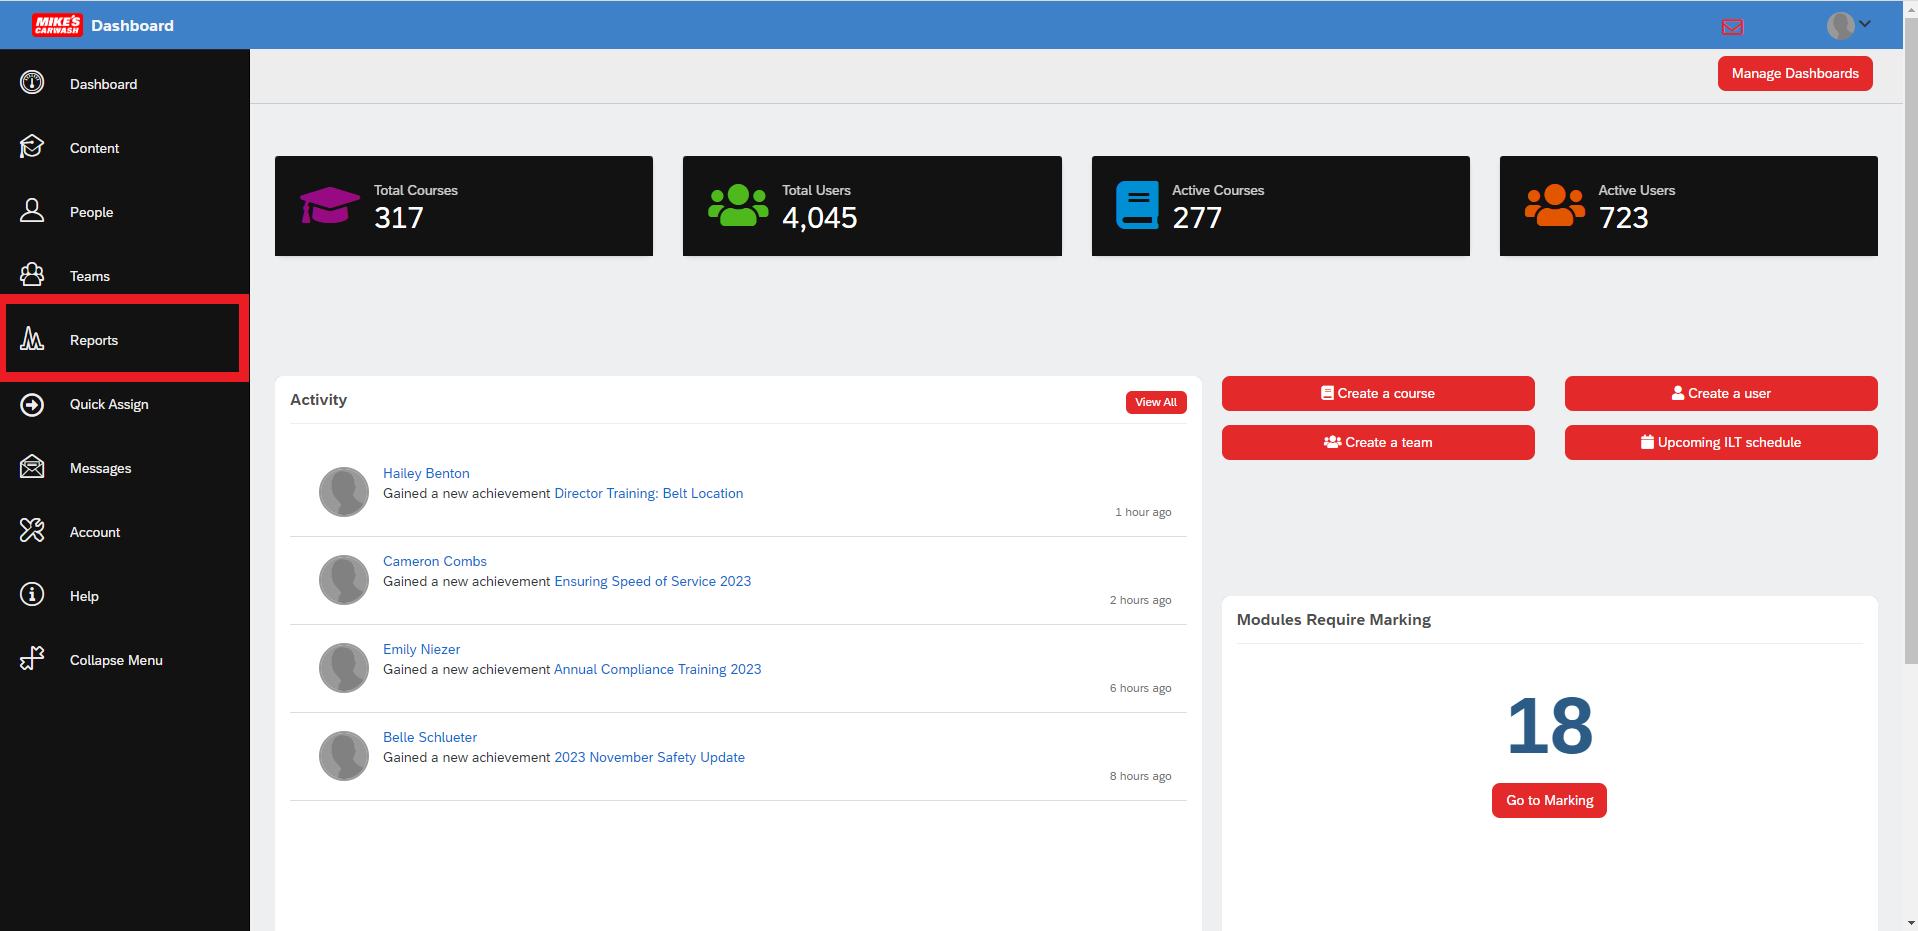 MIKE'S
CARWASH
Dashboard
Manage Dashboards
Dashboard
Content
People
Teams
Reports
Quick Assign
Messages
Account
Help
Collapse Menu
Total Courses
317
Total Users
4,045
Active Courses
277
Active Users
723
Activity
View All
Hailey Benton
Gained a new achievement Director Training: Belt Location
1 hour ago
Cameron Combs
Gained a new achievement Ensuring Speed of Service 2023
2 hours ago
Emily Niezer
Gained a new achievement Annual Compliance Training 2023
6 hours ago
Belle Schlueter
Gained a new achievement 2023 November Safety Update
8 hours ago
Create a course
Create a user
Create a team
Upcoming ILT schedule
Modules Require Marking
18
Go to Marking